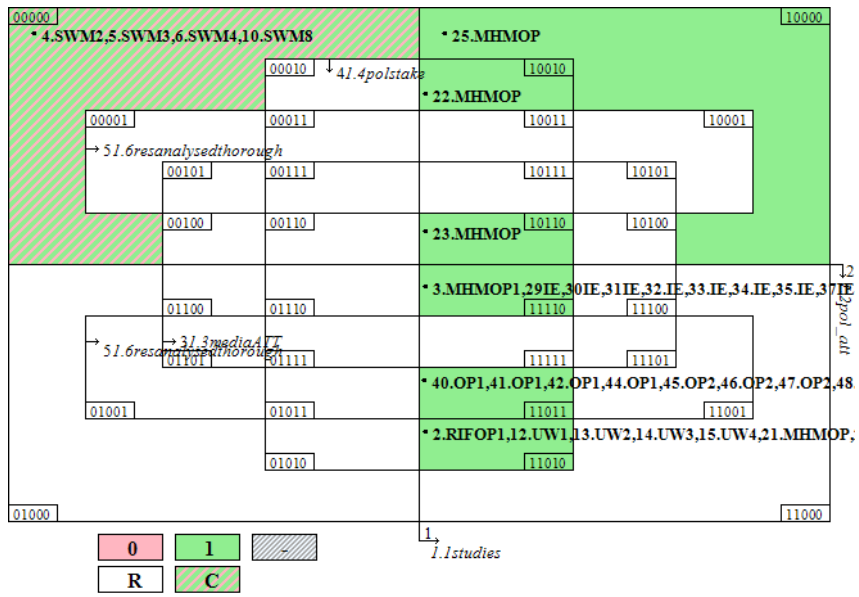 00000
10000
4.SWM2,5.SWM3,6.SWM4,10.SWM8
25.MHMOP
00010
41.4polstake
10010
22.MHMOP
00001
00011
10011
10001
51.6resanalysedthorough
00101
00111
10111
10101
00100
00110
10110
10100
23.MHMOP
2
1.2pol_att
3.MHMOP1,29IE,30IE,31IE,32.IE,33.IE,34.IE,35.IE,37IE
01100
01110
11110
11100
31.3mediaATT
51.6resanalysedthorough
01101
01111
11111
11101
40.OP1,41.OP1,42.OP1,44.OP1,45.OP2,46.OP2,47.OP2,48.
01001
01011
11011
11001
2.RIFOP1,12.UW1,13.UW2,14.UW3,15.UW4,21.MHMOP,
01010
11010
01000
11000
1
1.1studies
0
1
-
R
C